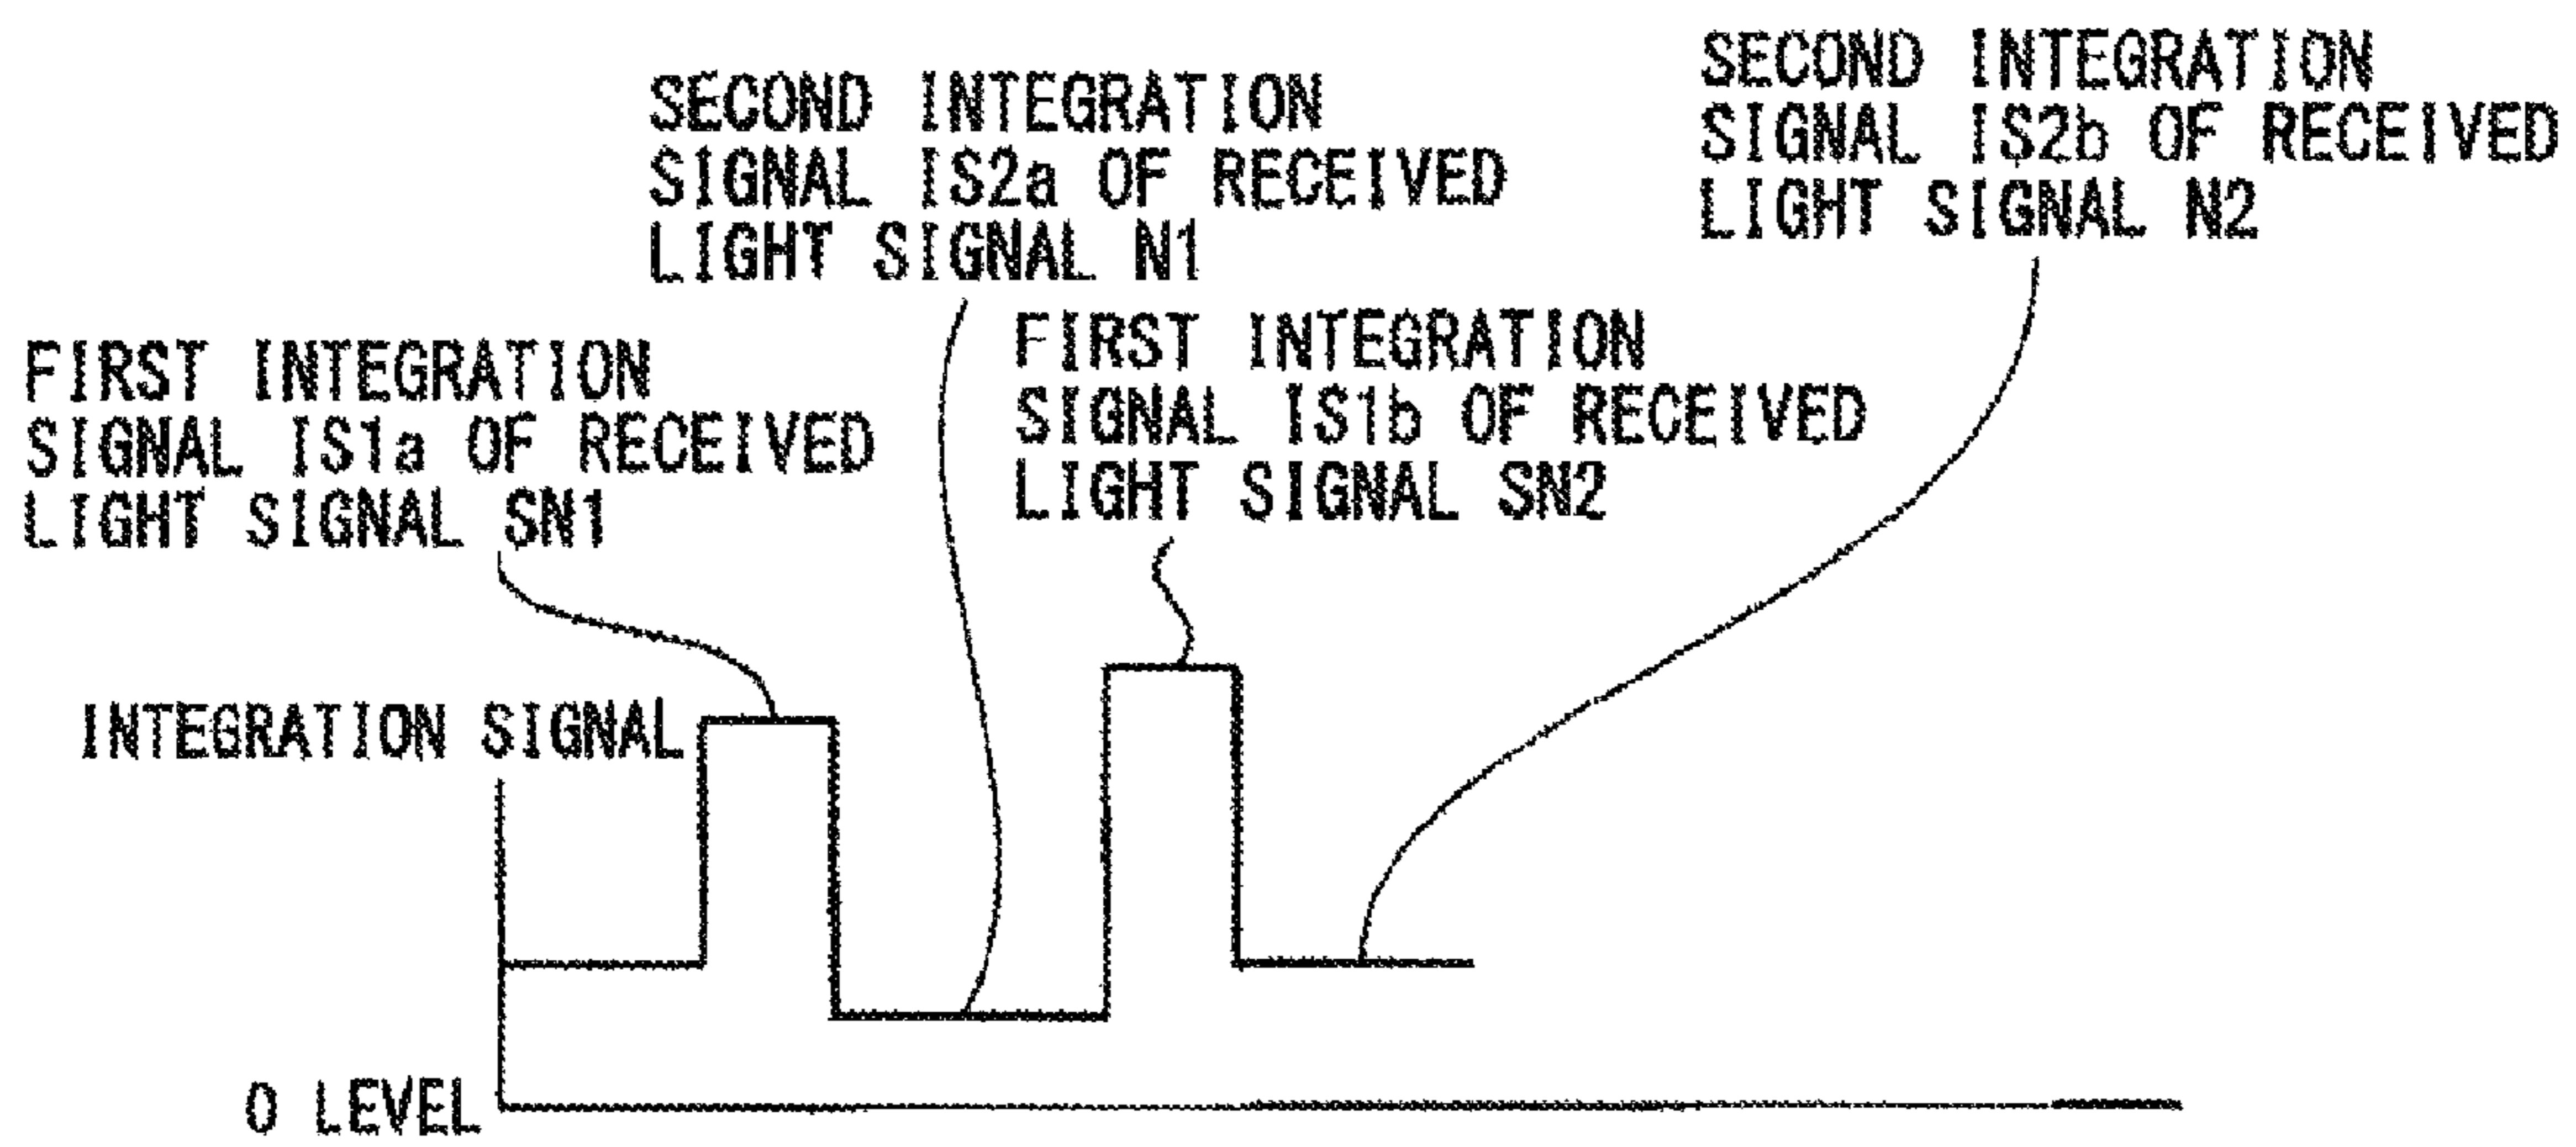 SECOND INTEGRATION
SIGNAL IS2a OF RECEIVED
LIGHT SIGNAL N1
SECOND INTEGRATION
SIGNAL IS2b OF RECEIVED
LIGHT SIGNAL N2
FIRST INTEGRATION
SIGNAL IS1a OF RECEIVED
LIGHT SIGNAL SN1
FIRST INTEGRATION
SIGNAL IS1b OF RECEIVED
LIGHT SIGNAL SN2
INTEGRATION SIGNAL
0 LEVEL